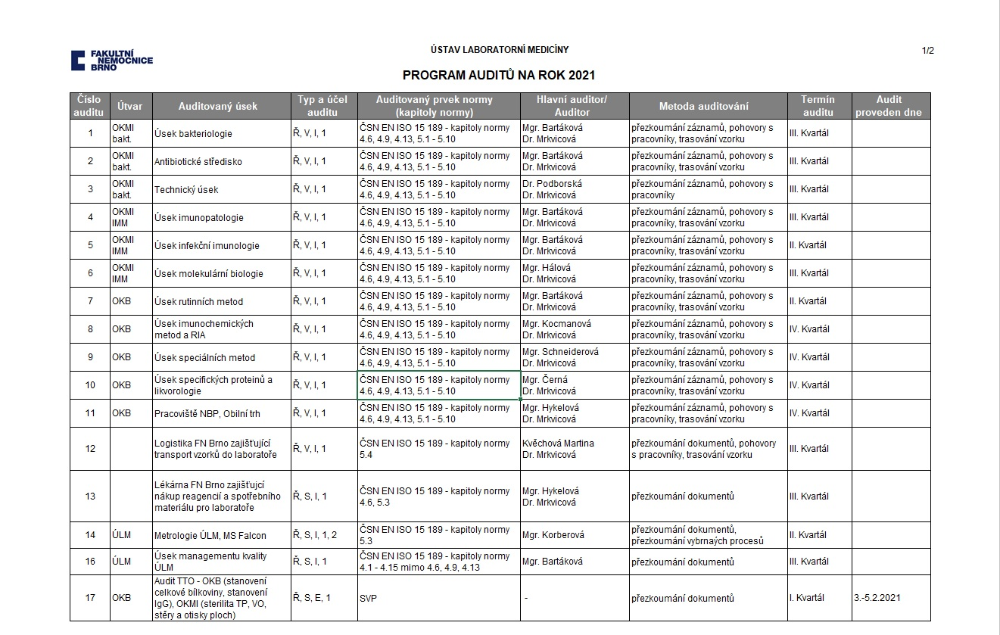 FAKULTNÍ
NEMOCNICE
BRNO
ÚSTAV LABORATORNÍ MEDICÍNY
1/2
PROGRAM AUDITŮ NA ROK 2021
Číslo auditu Útvar Auditovaný úsek Typ a účel auditu Auditovaný prvek normy (kapitoly normy) Hlavní auditor/ Auditor Metoda auditování Termín auditu Audit proveden dne
1 OKMI bakt. Úsek bakteriologie Ř, V, I, 1 ČSN EN ISO 15 189 - kapitoly normy 4.6, 4.9, 4.13, 5.1 - 5.10 Mgr. Bartáková Dr. Mrkvicová přezkoumání záznamů, pohovory s pracovníky, trasování vzorku III. Kvartál
2 OKMI bakt. Antibiotické středisko Ř, V, I, 1 ČSN EN ISO 15 189 - kapitoly normy 4.6, 4.9, 4.13, 5.1 - 5.10 Mgr. Bartáková Dr. Mrkvicová přezkoumání záznamů, pohovory s pracovníky, trasování vzorku III. Kvartál
3 OKMI bakt. Technický úsek Ř, V, I, 1 ČSN EN ISO 15 189 - kapitoly normy 4.6, 4.9, 4.13, 5.1 - 5.10 Dr. Podborská Dr. Mrkvicová přezkoumání záznamů, pohovory s pracovníky III. Kvartál
4 OKMI IMM Úsek imunopatologie Ř, V, I, 1 ČSN EN ISO 15 189 - kapitoly normy 4.6, 4.9, 4.13, 5.1 - 5.10 Mgr. Bartáková Dr. Mrkvicová přezkoumání záznamů, pohovory s pracovníky, trasování vzorku III. Kvartál
5 OKMI IMM Úsek infekční imunologie Ř, V, I, 1 ČSN EN ISO 15 189 - kapitoly normy 4.6, 4.9, 4.13, 5.1 - 5.10 Mgr. Bartáková Dr. Mrkvicová přezkoumání záznamů, pohovory s pracovníky, trasování vzorku II. Kvartál
6 OKMI IMM Úsek molekulární biologie Ř, V, I, 1 ČSN EN ISO 15 189 - kapitoly normy 4.6, 4.9, 4.13, 5.1 - 5.10 Mgr. Hálová Dr. Mrkvicová přezkoumání záznamů, pohovory s pracovníky, trasování vzorku III. Kvartál
7 OKB Úsek rutinních metod Ř, V, I, 1 ČSN EN ISO 15 189 - kapitoly normy 4.6, 4.9, 4.13, 5.1 - 5.10 Mgr. Bartáková Dr. Mrkvicová přezkoumání záznamů, pohovory s pracovníky, trasování vzorku II. Kvartál
8 OKB Úsek imunochemických metod a RIA Ř, V, I, 1 ČSN EN ISO 15 189 - kapitoly normy 4.6, 4.9, 4.13, 5.1 - 5.10 Mgr. Kocmanová Dr. Mrkvicová přezkoumání záznamů, pohovory s pracovníky, trasování vzorku IV. Kvartál
9 OKB Úsek speciálních metod Ř, V, I, 1 ČSN EN ISO 15 189 - kapitoly normy 4.6, 4.9, 4.13, 5.1 - 5.10 Mgr. Schneiderová Dr. Mrkvicová přezkoumání záznamů, pohovory s pracovníky, trasování vzorku IV. Kvartál
10 OKB Úsek specifických proteinů a likvorologie Ř, V, I, 1 ČSN EN ISO 15 189 - kapitoly normy 4.6, 4.9, 4.13, 5.1 - 5.10 Mgr. Černá Dr. Mrkvicová přezkoumání záznamů, pohovory s pracovníky, trasování vzorku IV. Kvartál
11 OKB Pracoviště NBP, Obilní trh Ř, V, I, 1 ČSN EN ISO 15 189 - kapitoly normy 4.6, 4.9, 4.13, 5.1 - 5.10 Mgr. Hykelová Dr. Mrkvicová přezkoumání záznamů, pohovory s pracovníky, trasování vzorku IV. Kvartál
12 Logistika FN Brno zajišťující transport vzorků do laboratoře Ř, V, I, 1 ČSN EN ISO 15 189 - kapitoly normy 5.4 Kvěchová Martina Dr. Mrkvicová přezkoumání dokumentů, pohovory s pracovníky, trasování vzorku III. Kvartál
13 Lékárna FN Brno zajišťujcí nákup reagencií a spotřebního materiálu pro laboratoře Ř, S, I, 1 ČSN EN ISO 15 189 - kapitoly normy 4.6, 5.3 Mgr. Hykelová Dr. Mrkvicová přezkoumání dokumentů III. Kvartál
14 ÚLM Metrologie ÚLM, MS Falcon Ř, S, I, 1, 2 ČSN EN ISO 15 189 - kapitoly normy 5.3 Mgr. Korberová přezkoumání dokumentů, přezkoumání vybrnaých procesů II. Kvartál
16 ÚLM Úsek managementu kvality ÚLM Ř, S, I, 1 ČSN EN ISO 15 189 - kapitoly normy 4.1 - 4.15 mimo 4.6, 4.9, 4.13 Mgr. Bartáková přezkoumání dokumentů III. Kvartál
17 OKB Audit TTO - OKB (stanovení celkové bílkoviny, stanovení IgG), OKMI (sterilita TP, VO, stěry a otisky ploch) Ř, S, E, 1 SVP - přezkoumání dokumentů I. Kvartál 3.-5.2.2021